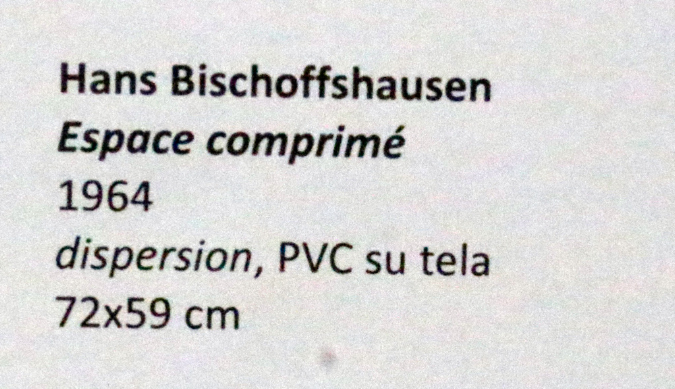 Hans Bischoffshausen
Espace comprimé
1964
dispersion, PVC su tela
72x59 cm